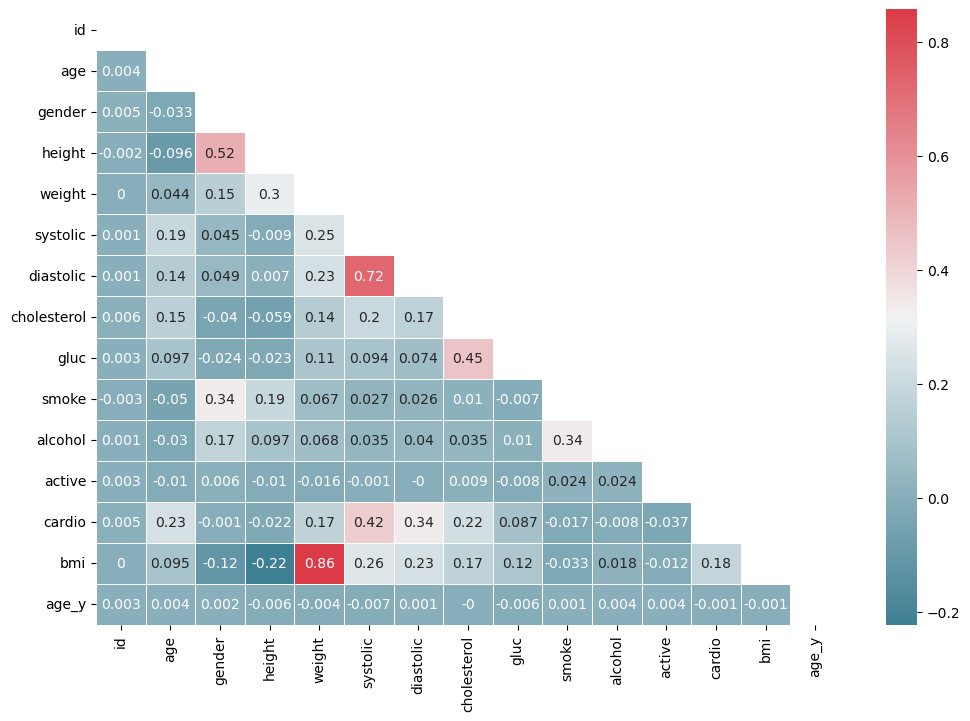 id
age 0.004
gender 0.005 -0.033
height -0.002 -0.096 0.52
weight 0 0.044 0.15 0.3
systolic 0.001 0.19 0.045 -0.009 0.25
diastolic 0.001 0.14 0.049 0.007 0.23 0.72
cholesterol 0.006 0.15 -0.04 -0.059 0.14 0.2 0.17
gluc 0.003 0.097 -0.024 -0.023 0.11 0.094 0.074 0.45
smoke -0.003 -0.05 0.34 0.19 0.067 0.027 0.026 0.01 -0.007
alcohol 0.001 -0.03 0.17 0.097 0.068 0.035 0.04 0.035 0.01 0.34
active 0.003 -0.01 0.006 -0.01 -0.016 -0.001 -0 0.009 -0.008 0.024 0.024
cardio 0.005 0.23 -0.001 -0.022 0.17 0.42 0.34 0.22 0.087 -0.017 -0.008 -0.037
bmi 0 0.095 -0.12 -0.22 0.86 0.26 0.23 0.17 0.12 -0.033 0.018 -0.012 0.18
age_y 0.003 0.004 0.002 -0.006 -0.004 -0.007 0.001 -0 -0.006 0.001 0.004 0.004 -0.001 -0.001
id age gender height weight systolic diastolic cholesterol gluc smoke alcohol active cardio bmi age_y
0.8
0.6
0.4
0.2
0.0
−0.2